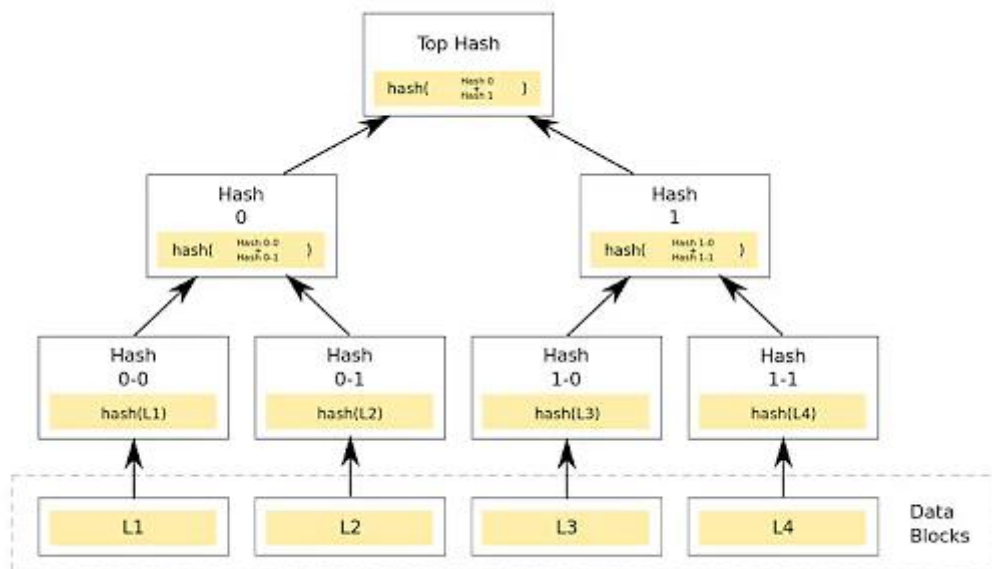 Top Hash
hash( Hash 0 + Hash 1 )
Hash
0
hash( Hash 0-0 + Hash 0-1 )
Hash
1
hash( Hash 1-0 + Hash 1-1 )
Hash
0-0
hash(L1)
Hash
0-1
hash(L2)
Hash
1-0
hash(L3)
Hash
1-1
hash(L4)
L1
L2
L3
L4
Data
Blocks